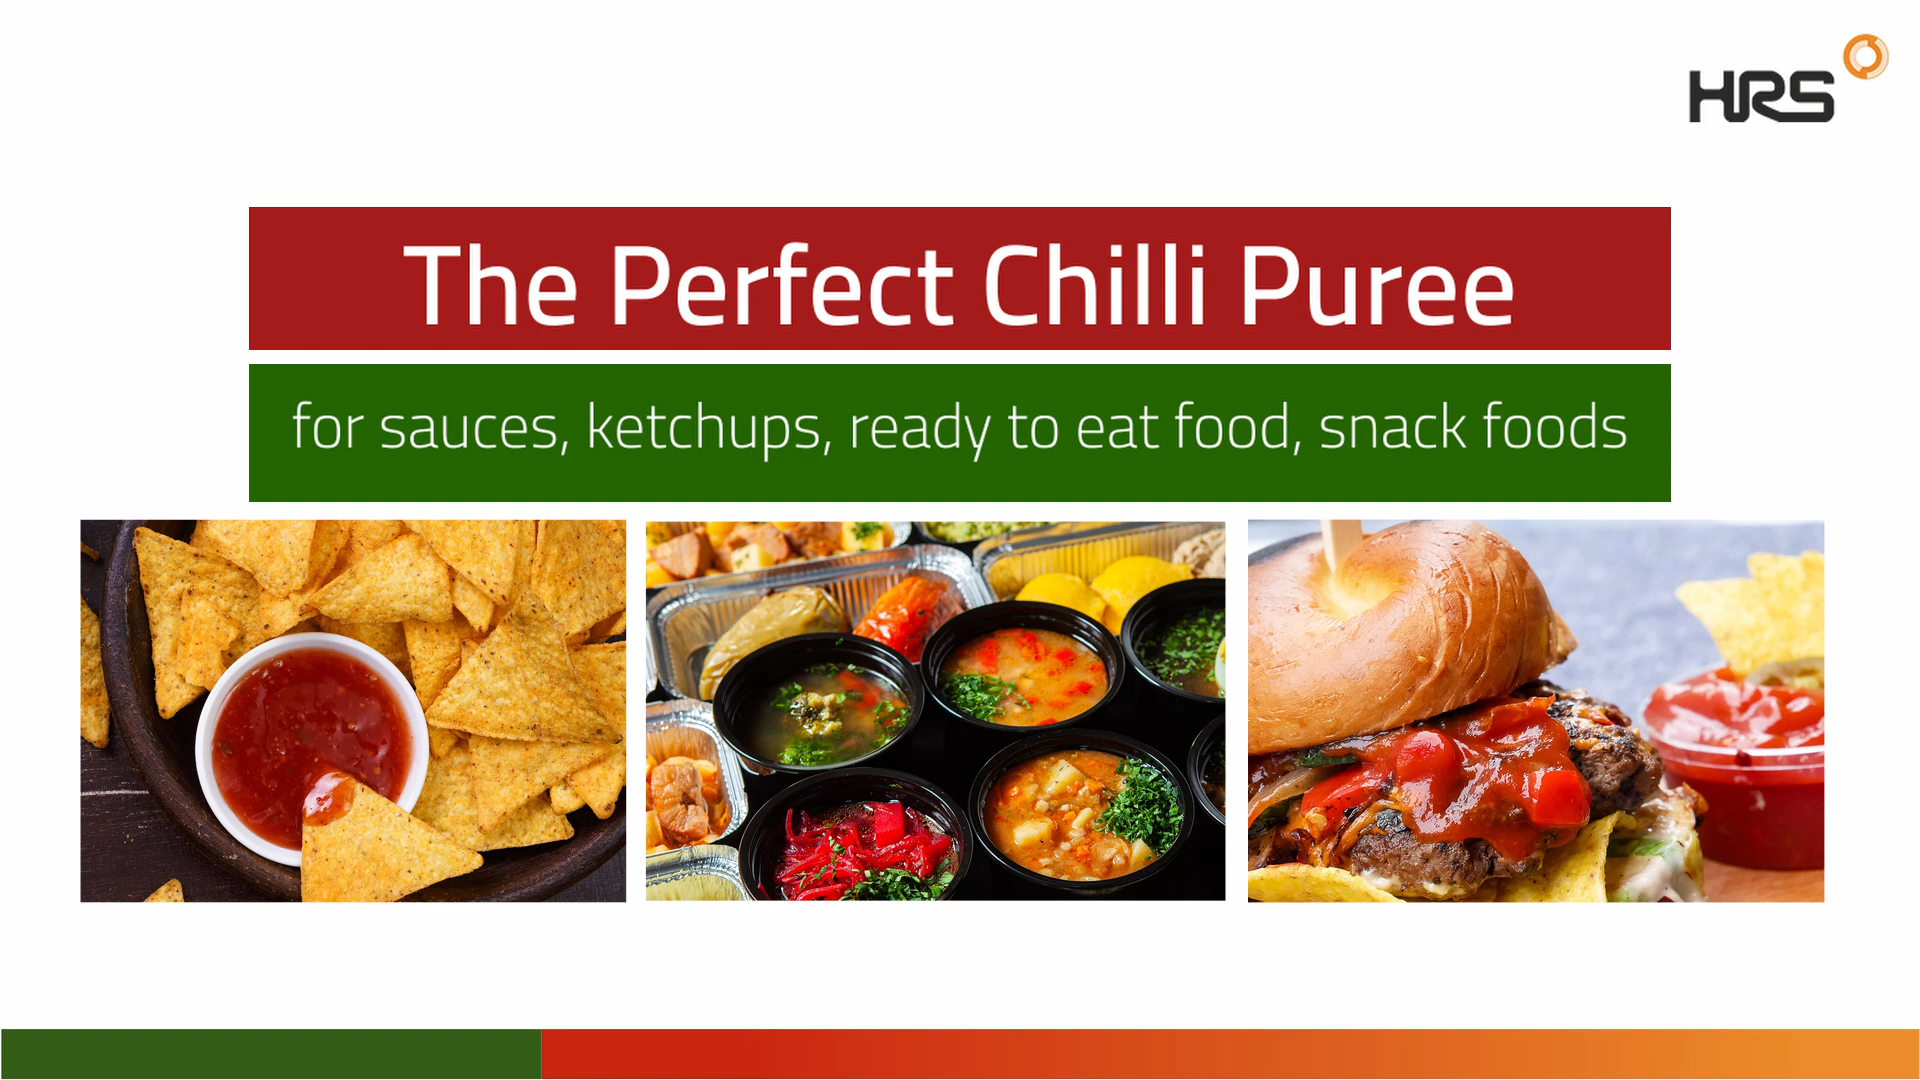 HRS
The Perfect Chilli Puree
for sauces, ketchups, ready to eat food, snack foods